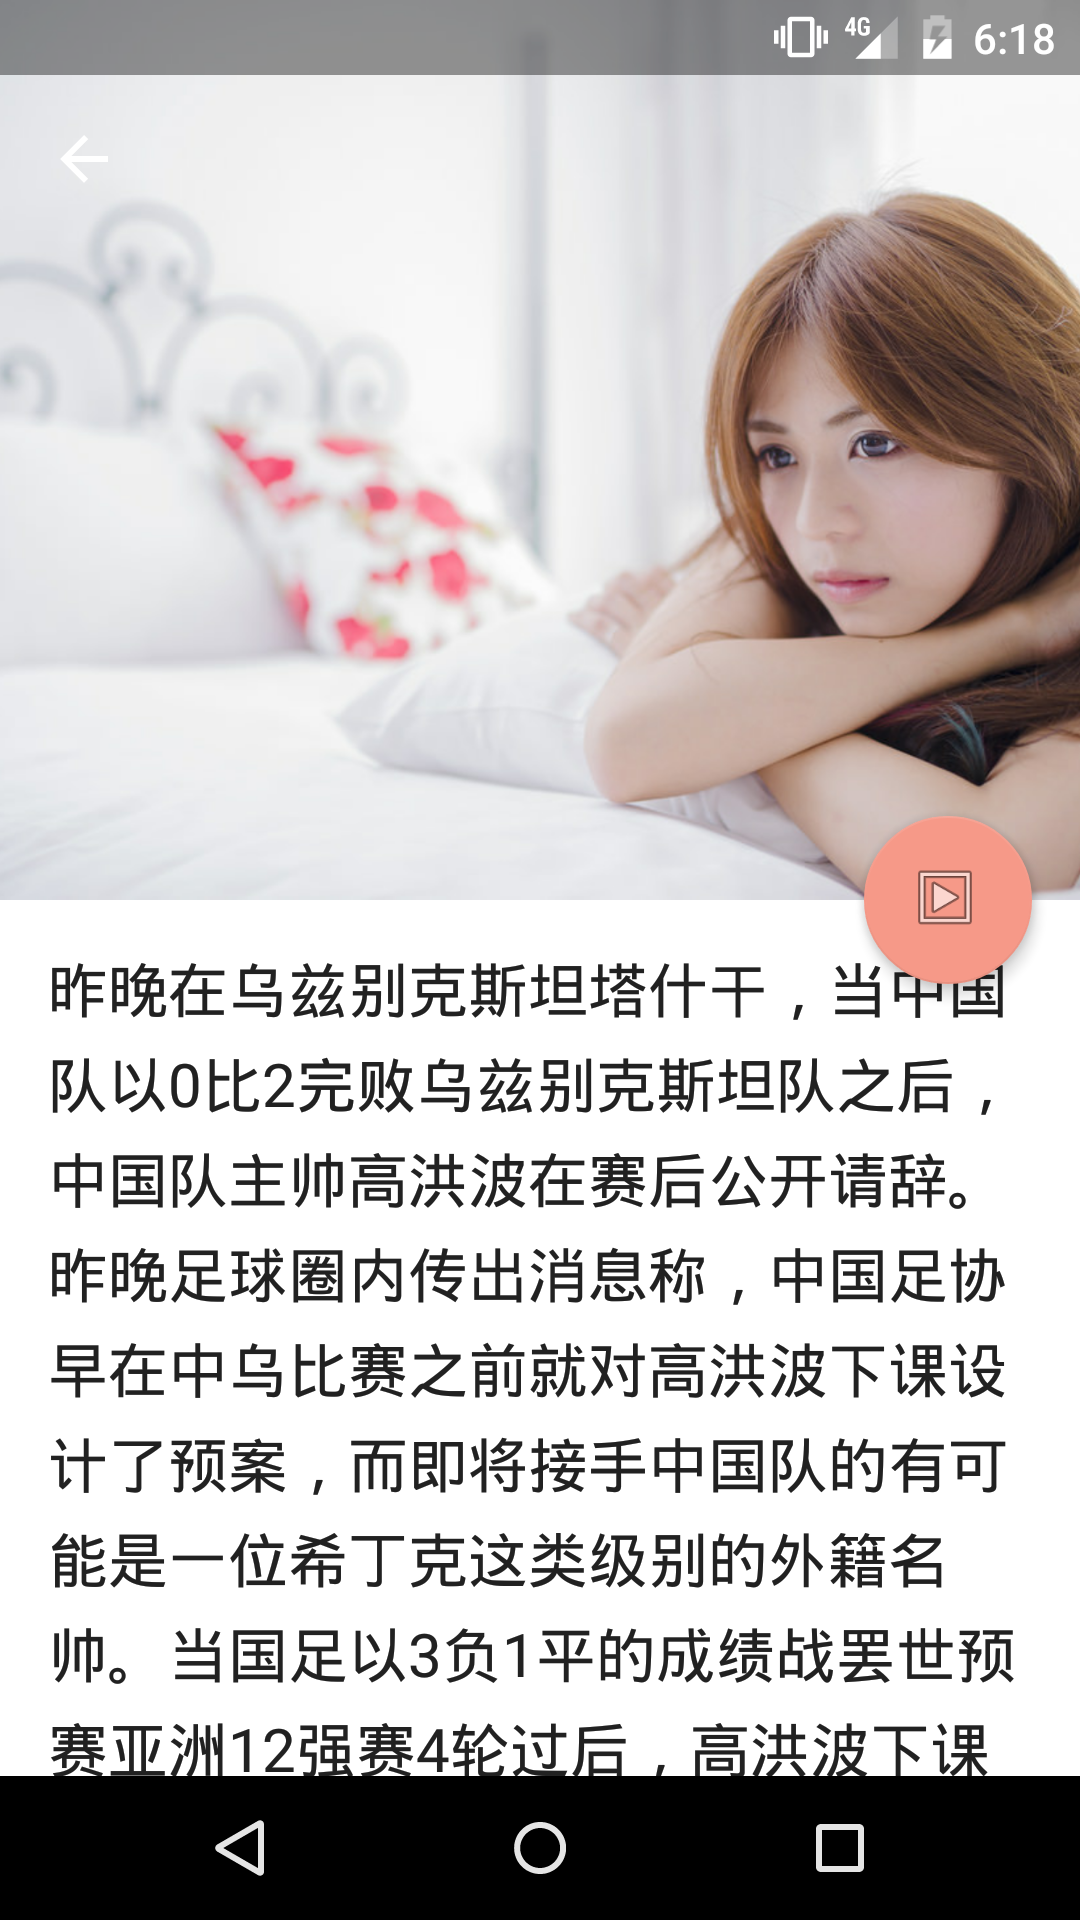 4G 6:18
昨晚在乌兹别克斯坦塔什干，当中国
队以0比2完败乌兹别克斯坦队之后，
中国队主帅高洪波在赛后公开请辞。
昨晚足球圈内传出消息称，中国足协
早在中乌比赛之前就对高洪波下课设
计了预案，而即将接手中国队的有可
能是一位希丁克这类级别的外籍名
帅。当国足以3负1平的成绩战罢世预
赛亚洲12强赛4轮过后，高洪波下课